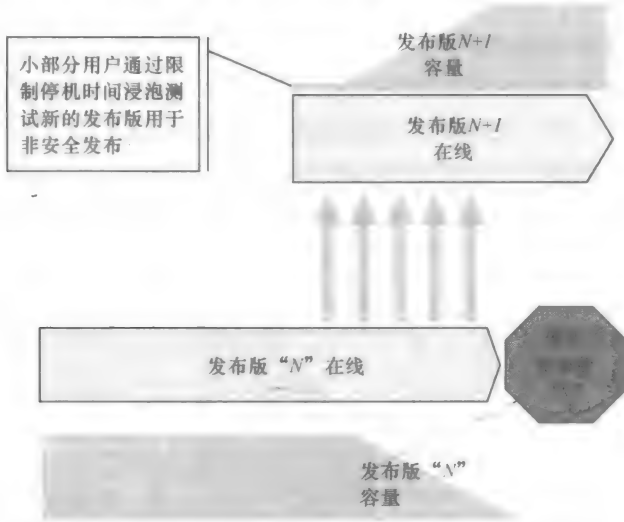 发布版N+1
容量
小部分用户通过限
制停机时间浸泡测
试新的发布版用于
非安全发布
发布版N+1
在线
发布版“N”在线
发布版“N”
容量